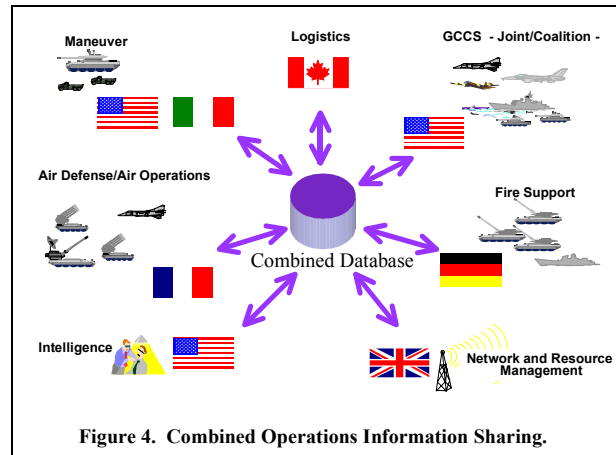 Maneuver
Logistics
GCCS - Joint/Coalition -
Air Defense/Air Operations
Fire Support
Combined Database
Intelligence
Network and Resource
Management
Figure 4. Combined Operations Information Sharing.